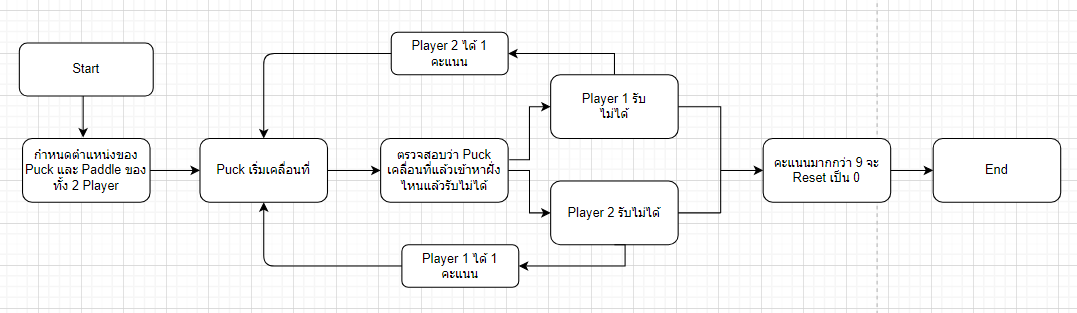 Start
กำหนดตำแหน่งของ
Puck และ Paddle ของ
ทั้ง 2 Player
Puck เริ่มเคลื่อนที่
ตรวจสอบว่า Puck
เคลื่อนที่แล้วเข้าหาฝั่ง
ไหนแล้วรับไม่ได้
Player 2 ได้ 1
คะแนน
Player 1 รับ
ไม่ได้
Player 2 รับไม่ได้
Player 1 ได้ 1
คะแนน
คะแนนมากกว่า 9 จะ
Reset เป็น 0
End